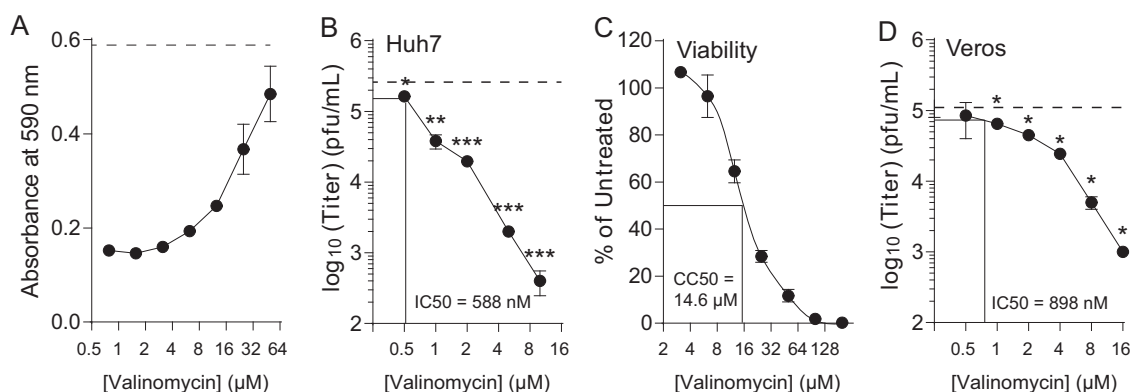 A
Absorbance at 590 nm
0.6
0.4
0.2
0.0
0.5 1 2 4 8 16 32 64
[Valinomycin] (µM)
B
Huh7
log10 (Titer) (pfu/mL)
6
5
4
3
2
*
**
***
***
***
IC50 = 588 nM
0.5 1 2 4 8 16
[Valinomycin] (µM)
C
Viability
% of Untreated
120
100
80
60
40
20
0
CC50 =
14.6 µM
2 4 8 16 32 64 128
[Valinomycin] (µM)
D
Veros
log10 (Titer) (pfu/mL)
6
5
4
3
2
*
*
*
*
*
IC50 = 898 nM
0.5 1 2 4 8 16
[Valinomycin] (µM)